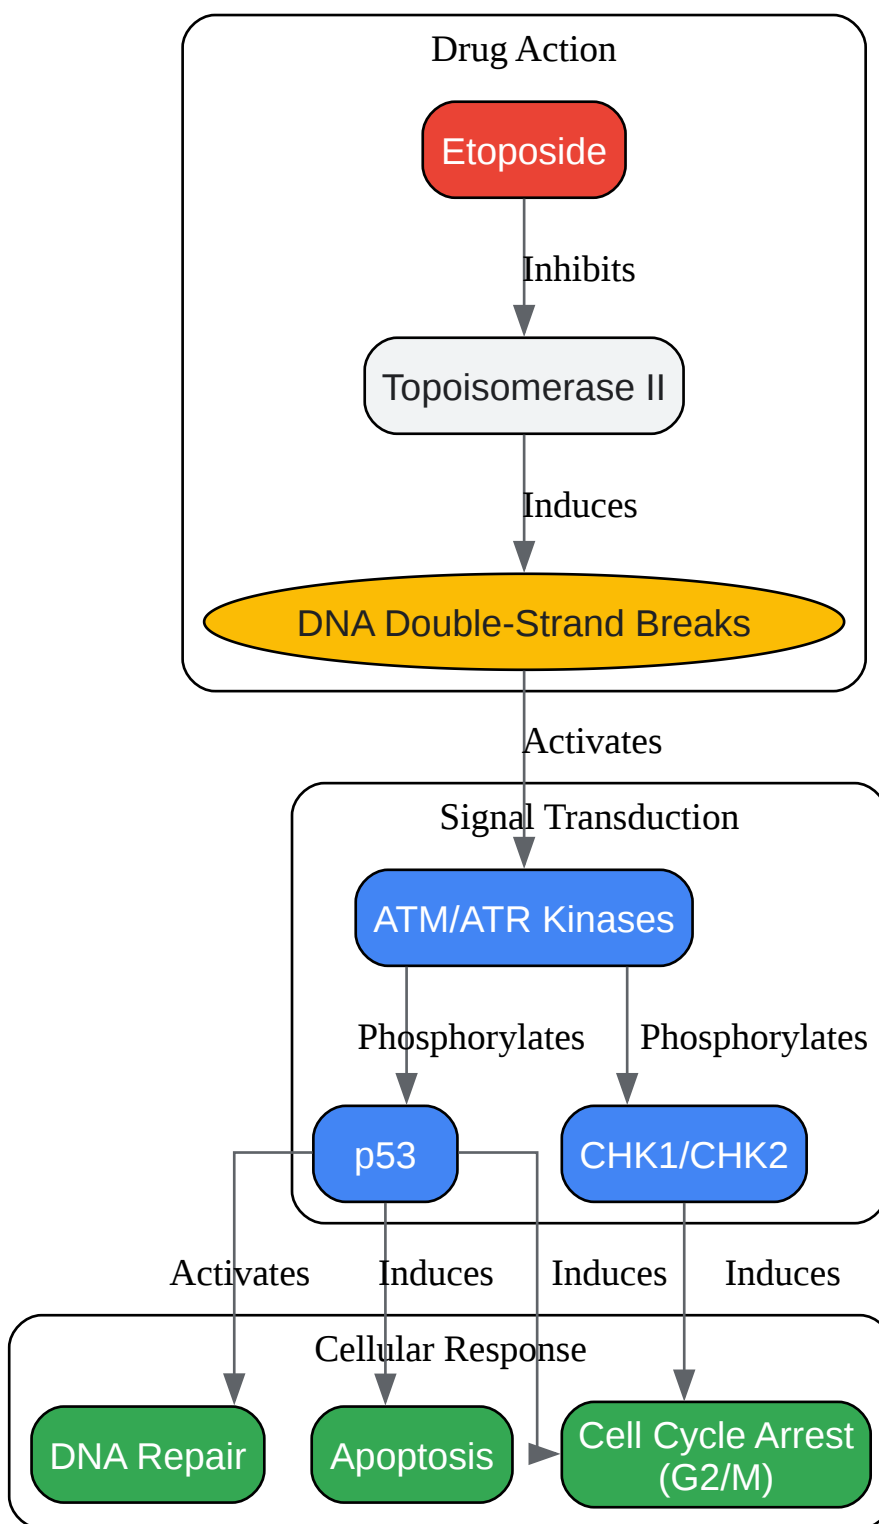 Drug Action
Etoposide
Inhibits
Topoisomerase II
Induces
DNA Double-Strand Breaks
Activates
Signal Transduction
ATM/ATR Kinases
Phosphorylates
Phosphorylates
p53
CHK1/CHK2
Activates
Induces
Induces
Induces
Cellular Response
DNA Repair
Apoptosis
Cell Cycle Arrest
(G2/M)